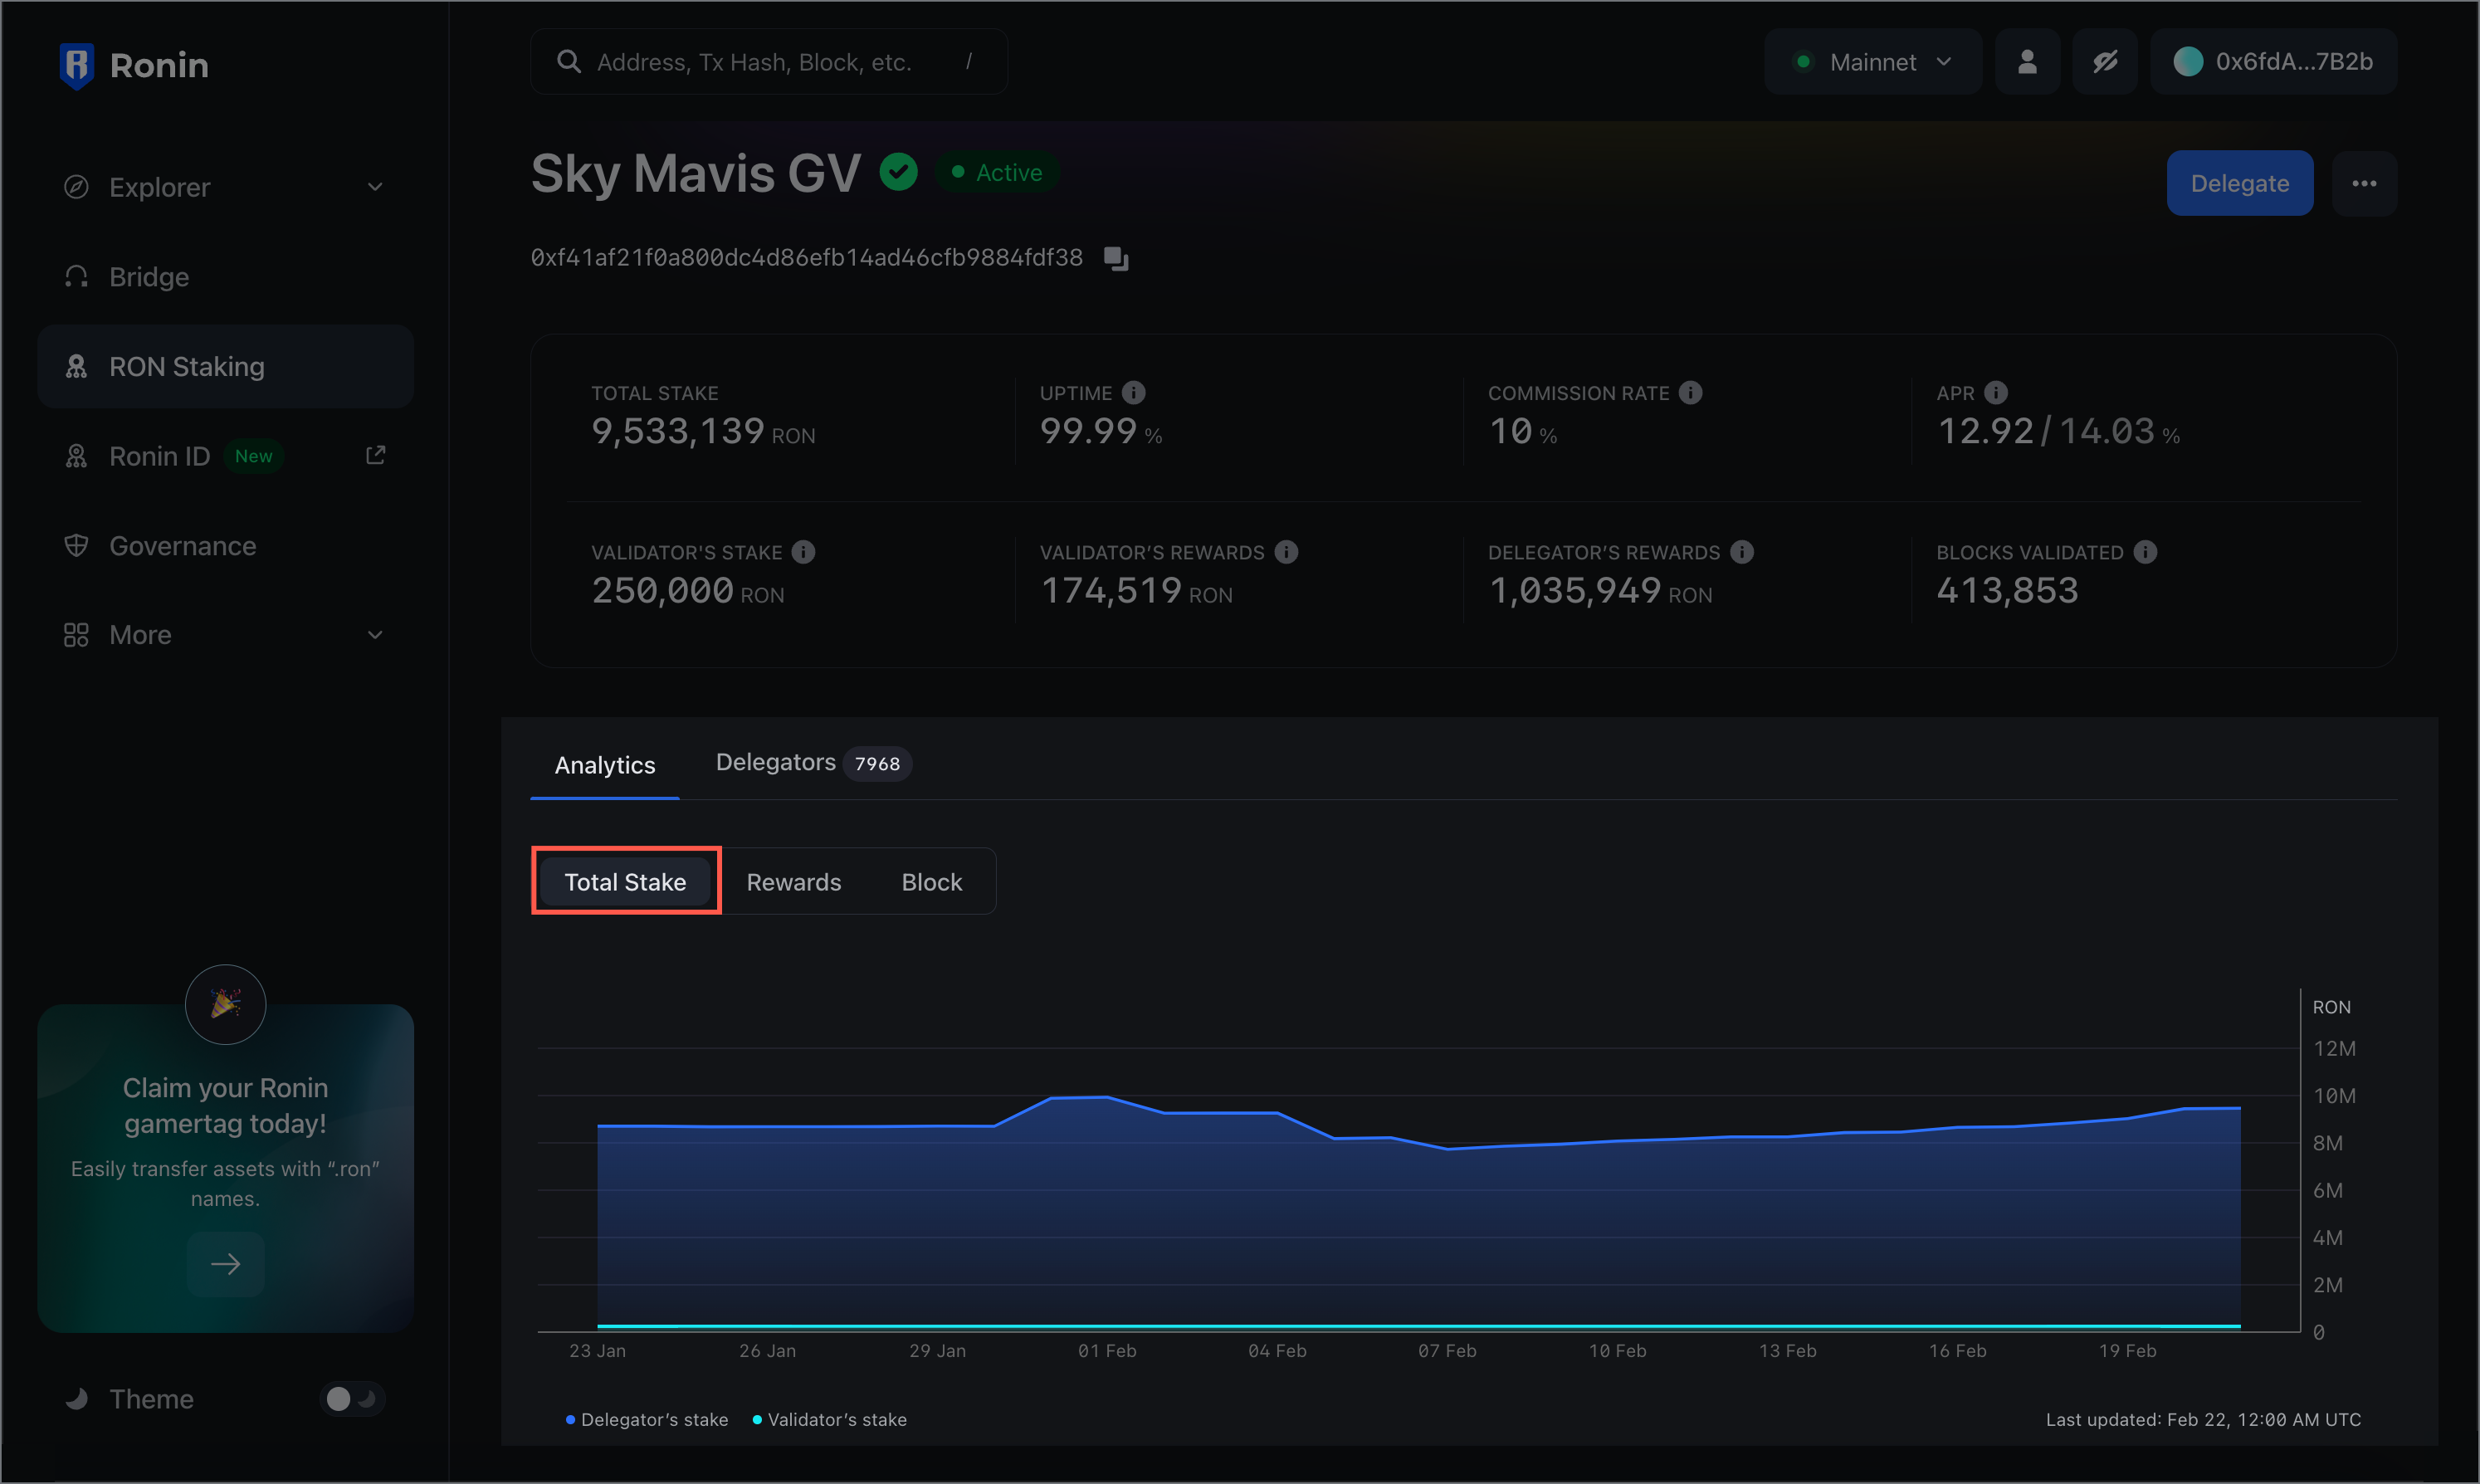 Ronin
Address, Tx Hash, Block, etc. /
Mainnet
0x6fdA...7B2b
Explorer
Bridge
RON Staking
Ronin ID New
Governance
More
Sky Mavis GV
Active
Delegate
0xf41af21f0a800dc4d86efb14ad46cfb9884fdf38
TOTAL STAKE
9,533,139 RON
UPTIME
99.99 %
COMMISSION RATE
10 %
APR
12.92 / 14.03 %
VALIDATOR'S STAKE
250,000 RON
VALIDATOR’S REWARDS
174,519 RON
DELEGATOR’S REWARDS
1,035,949 RON
BLOCKS VALIDATED
413,853
Analytics
Delegators 7968
Total Stake
Rewards
Block
RON
12M
10M
8M
6M
4M
2M
0
23 Jan
26 Jan
29 Jan
01 Feb
04 Feb
07 Feb
10 Feb
13 Feb
16 Feb
19 Feb
Delegator’s stake
Validator’s stake
Last updated: Feb 22, 12:00 AM UTC
Claim your Ronin
gamertag today!
Easily transfer assets with “.ron”
names.
Theme